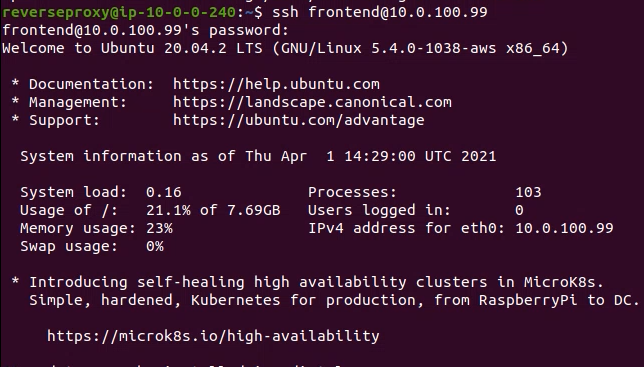 reverseproxy@ip-10-0-0-240:~$ ssh frontend@10.0.100.99
frontend@10.0.100.99's password:
Welcome to Ubuntu 20.04.2 LTS (GNU/Linux 5.4.0-1038-aws x86_64)
* Documentation: https://help.ubuntu.com
* Management: https://landscape.canonical.com
* Support: https://ubuntu.com/advantage
System information as of Thu Apr 1 14:29:00 UTC 2021
System load: 0.16 Processes: 103
Usage of /: 21.1% of 7.69GB Users logged in: 0
Memory usage: 23% IPv4 address for eth0: 10.0.100.99
Swap usage: 0%
* Introducing self-healing high availability clusters in MicroK8s.
Simple, hardened, Kubernetes for production, from RaspberryPi to DC.
https://microk8s.io/high-availability